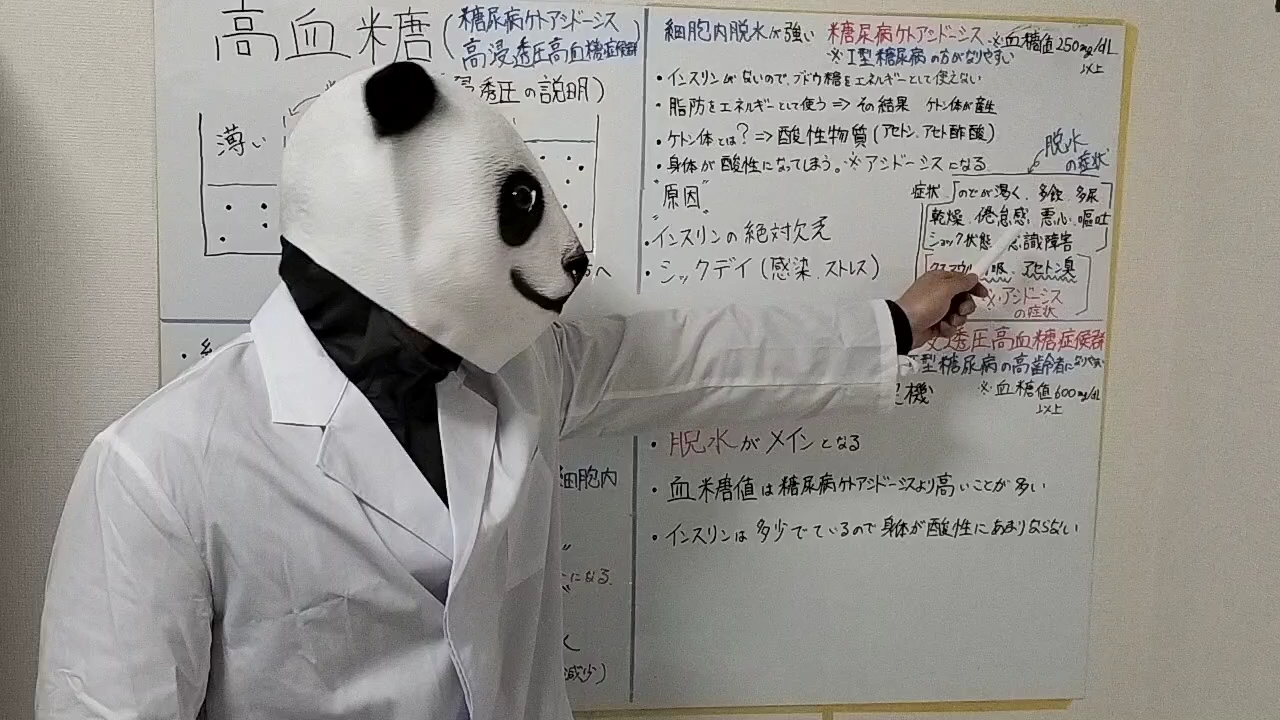 高血糖(糖尿病ケトアシドーシス
高浸透圧高血糖症候群)
浸透圧の説明)
薄い
へ
細胞内
になる
減少)
細胞内脱水が強い 糖尿病ケトアシドーシス ※血糖値250mg/dL以上
※Ⅰ型糖尿病の方がなりやすい
・インスリンがないので、ブドウ糖をエネルギーとして使えない
・脂肪をエネルギーとして使う⇒その結果 ケトン体が産生
・ケトン体とは?⇒酸性物質(アセトン、アセト酢酸)
・身体が酸性になってしまう。※アシドーシスになる
"原因"
・インスリンの絶対欠乏
・シックデイ(感染、ストレス)
脱水の症状
症状「のどが渇く、多飲、多尿
乾燥、倦怠感、悪心、嘔吐
ショック状態 識障害
クスマウル 吸、アセトン臭
※アシドーシス
の症状
浸透圧高血糖症候群
型糖尿病の高齢者になりやすい
機 ※血糖値600mg/dL以上
・脱水がメインとなる
・血糖値は糖尿病ケトアシドーシスより高いことが多い
・インスリンは多少でているので身体が酸性にあまりならない